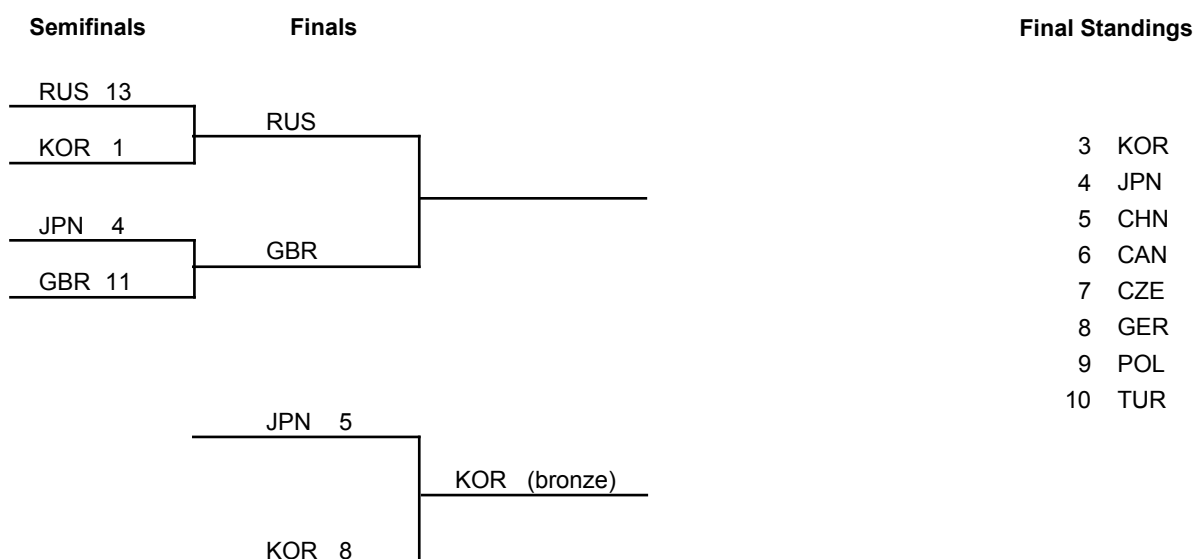 Semifinals Finals Final Standings
RUS 13
RUS
KOR 1
JPN 4
GBR
GBR 11
3 KOR
4 JPN
5 CHN
6 CAN
7 CZE
8 GER
9 POL
10 TUR
JPN 5
KOR (bronze)
KOR 8